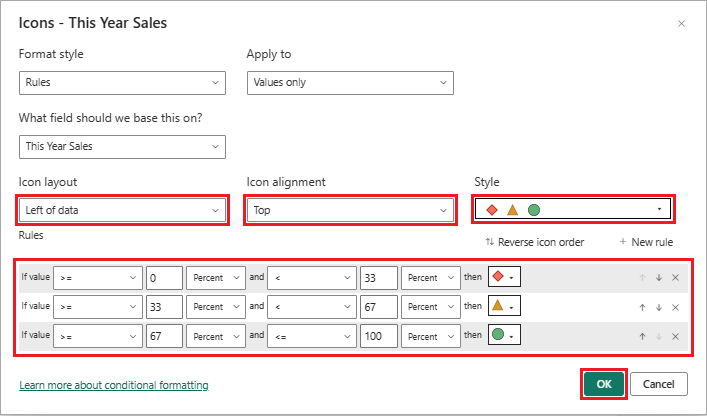 Icons - This Year Sales
Format style Apply to
Rules Values only
What field should we base this on?
This Year Sales
Icon layout Icon alignment Style
Left of data Top
Rules Reverse icon order + New rule
If value >= 0 Percent and < 33 Percent then
If value >= 33 Percent and < 67 Percent then
If value >= 67 Percent and <= 100 Percent then
Learn more about conditional formatting OK Cancel